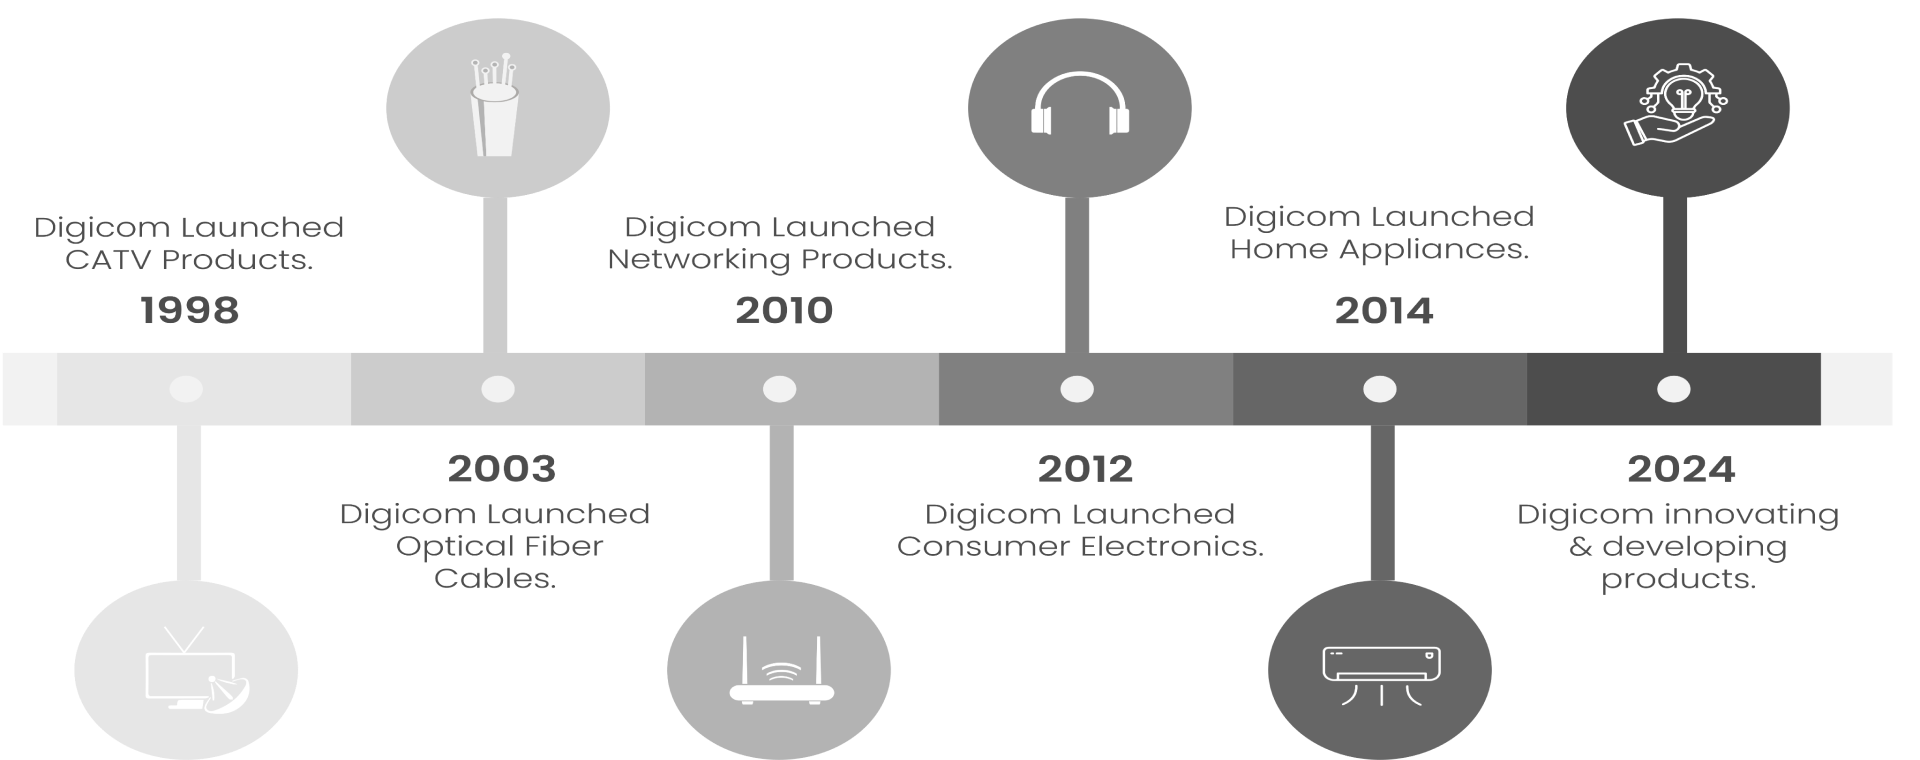 Digicom Launched
CATV Products.
1998
2003
Digicom Launched
Optical Fiber
Cables.
Digicom Launched
Networking Products.
2010
2012
Digicom Launched
Consumer Electronics.
Digicom Launched
Home Appliances.
2014
2024
Digicom innovating
& developing
products.